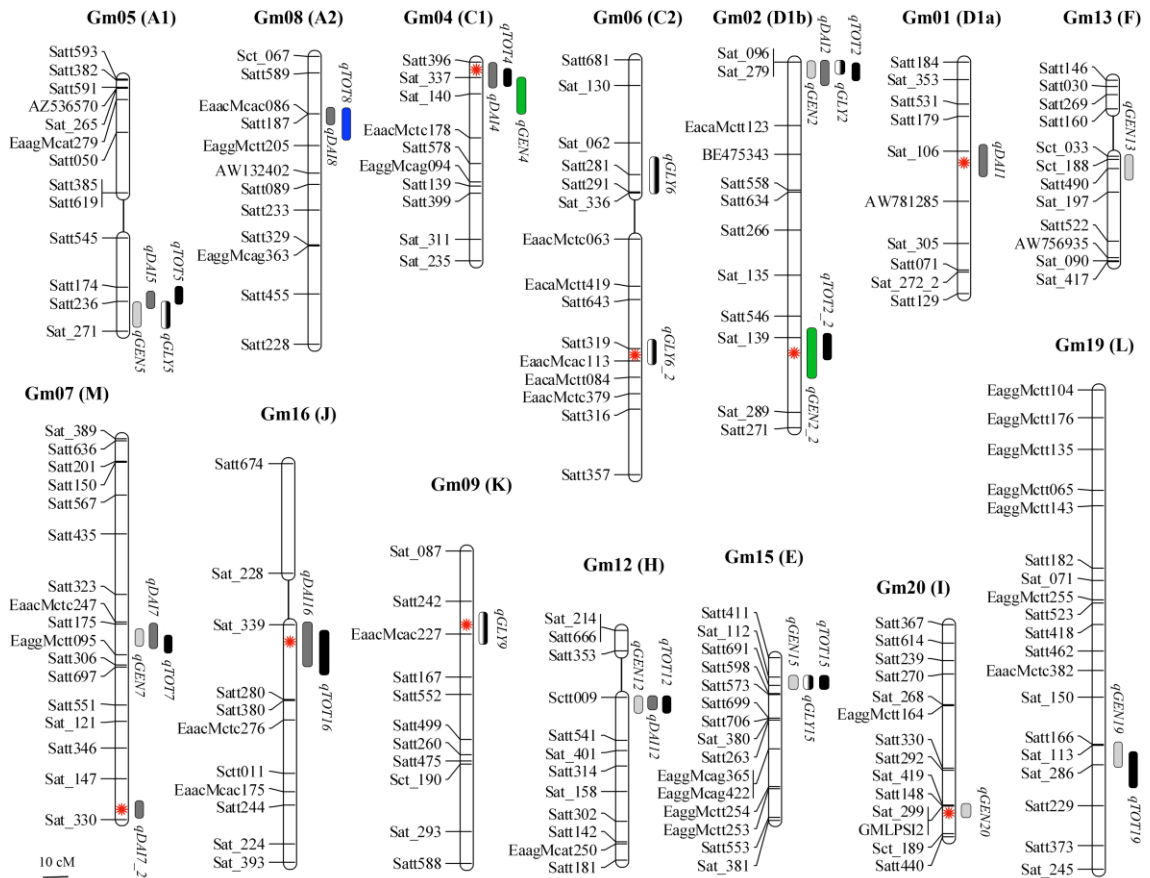 Gm05 (A1)
Satt593
Satt382
Satt591
AZ536570
Sat_265
EaagMcat279
Satt050
Satt385
Satt619
Satt545
Satt174
Satt236
Sat_271
qDAI5
qTOT5
qGEN5
qGLY5
Gm08 (A2)
Sct_067
Satt589
EaacMcac086
Satt187
EaggMctt205
AW132402
Satt089
Satt233
Satt329
EaggMcag363
Satt455
Satt228
qTOT8
qDAI8
Gm04 (C1)
Satt396
Sat_337
Sat_140
EaacMctc178
Satt578
EaggMcag094
Satt139
Satt399
Sat_311
Sat_235
qTOT4
qDAI4
qGEN4
Gm06 (C2)
Satt681
Sat_130
Sat_062
Satt281
Satt291
Sat_336
EaacMctc063
EacaMctt419
Satt643
Satt319
EaacMcac113
EacaMctt084
EaacMctc379
Satt316
Satt357
qGLY6
qGLY6_2
Gm02 (D1b)
Sat_096
Sat_279
EacaMctt123
BE475343
Satt558
Satt634
Satt266
Sat_135
Satt546
Sat_139
Sat_289
Satt271
qDAI2
qTOT2
qGEN2
qGLY2
qTOT2_2
qGEN2_2
Gm01 (D1a)
Satt184
Sat_353
Satt531
Satt179
Sat_106
AW781285
Sat_305
Satt071
Sat_272_2
Satt129
qDAI1
Gm13 (F)
Satt146
Satt030
Satt269
Satt160
Sct_033
Sct_188
Satt490
Sat_197
Satt522
AW756935
Sat_090
Sat_417
qGEN13
Gm07 (M)
Sat_389
Satt636
Satt201
Satt150
Satt567
Satt435
Satt323
EaacMctc247
Satt175
EaggMctt095
Satt306
Satt697
Satt551
Sat_121
Satt346
Sat_147
Sat_330
qDAI7
qGEN7
qTOT7
qDAI7_2
10 cM
Gm16 (J)
Satt674
Sat_228
Sat_339
Satt280
Satt380
EaacMctc276
Sctt011
EaacMcac175
Satt244
Sat_224
Sat_393
qDAI16
qTOT16
Gm09 (K)
Sat_087
Satt242
EaacMcac227
Satt167
Satt552
Satt499
Satt260
Satt475
Sct_190
Sat_293
Satt588
qGLY9
Gm12 (H)
Sat_214
Satt666
Satt353
Sctt009
Satt541
Sat_401
Satt314
Sat_158
Satt302
Satt142
EaagMcat250
Satt181
qGEN12
qTOT12
qDAI12
Gm15 (E)
Satt411
Sat_112
Satt691
Satt598
Satt573
Satt699
Satt706
Sat_380
Satt263
EaggMcag365
EaggMcag422
EaggMctt254
EaggMctt253
Satt553
Sat_381
qGEN15
qTOT15
qGLY15
Gm20 (I)
Satt367
Satt614
Satt239
Satt270
Sat_268
EaggMctt164
Satt330
Satt292
Sat_419
Satt148
Sat_299
GMLPSI2
Sct_189
Satt440
qGEN20
Gm19 (L)
EaggMctt104
EaggMctt176
EaggMctt135
EaggMctt065
EaggMctt143
Satt182
Sat_071
EaggMctt255
Satt523
Satt418
Satt462
EaacMctc382
Sat_150
Satt166
Sat_113
Sat_286
Satt229
Satt373
Sat_245
qGEN19
qTOT19